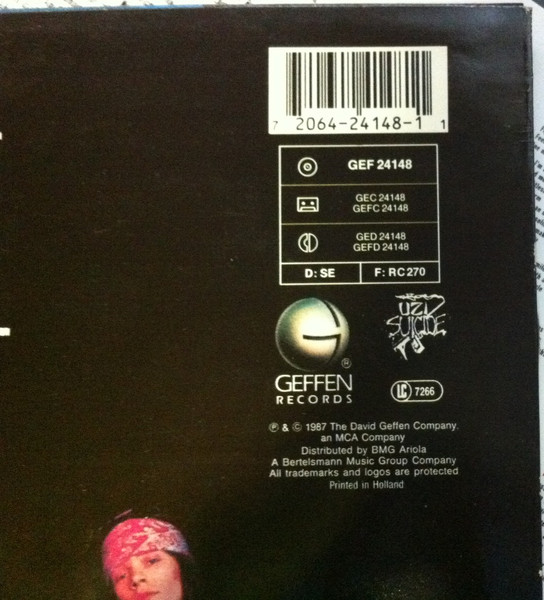 7 2064-24148-1 1
GEF 24148
GEC 24148
GEFC 24148
GED 24148
GEFD 24148
D: SE F: RC 270
UZI
SUICIDE
G
®
GEFFEN
RECORDS
LC 7266
℗ & © 1987 The David Geffen Company.
an MCA Company
Distributed by BMG Ariola
A Bertelsmann Music Group Company
All trademarks and logos are protected
Printed in Holland